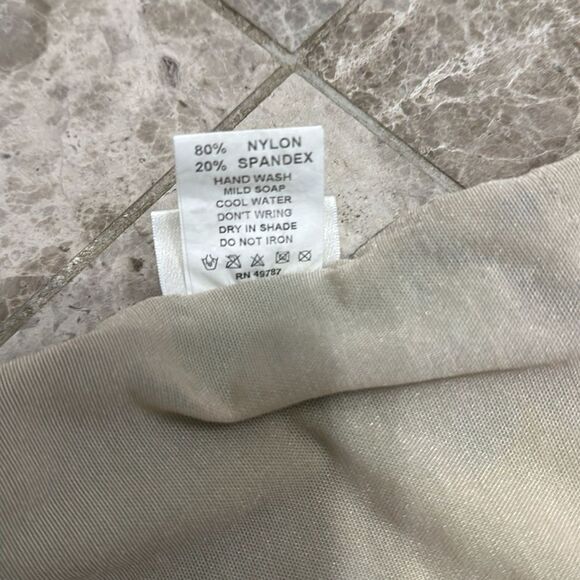 80% NYLON
20% SPANDEX
HAND WASH
MILD SOAP
COOL WATER
DON'T WRING
DRY IN SHADE
DO NOT IRON
RN 49787